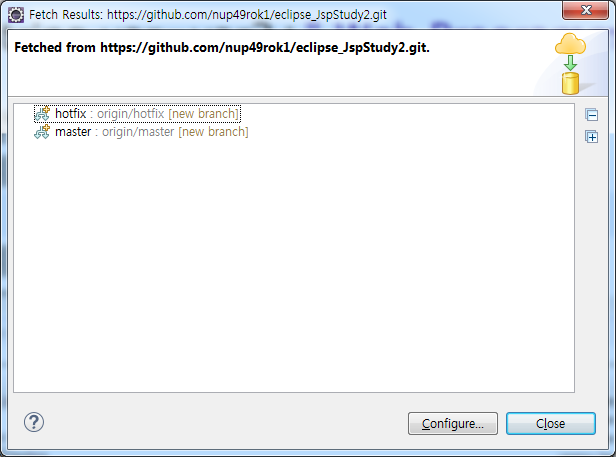 Fetch Results: https://github.com/nup49rok1/eclipse_JspStudy2.git
Fetched from https://github.com/nup49rok1/eclipse_JspStudy2.git.
hotfix : origin/hotfix [new branch]
master : origin/master [new branch]
Configure...
Close